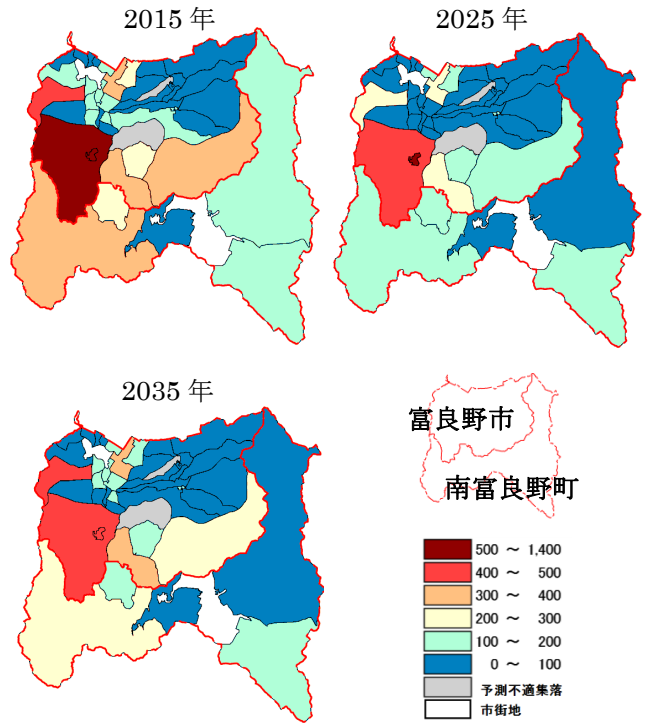 2015 年
2025 年
2035 年
富良野市
南富良野町
500 ～ 1,400
400 ～ 500
300 ～ 400
200 ～ 300
100 ～ 200
0 ～ 100
予測不適集落
市街地